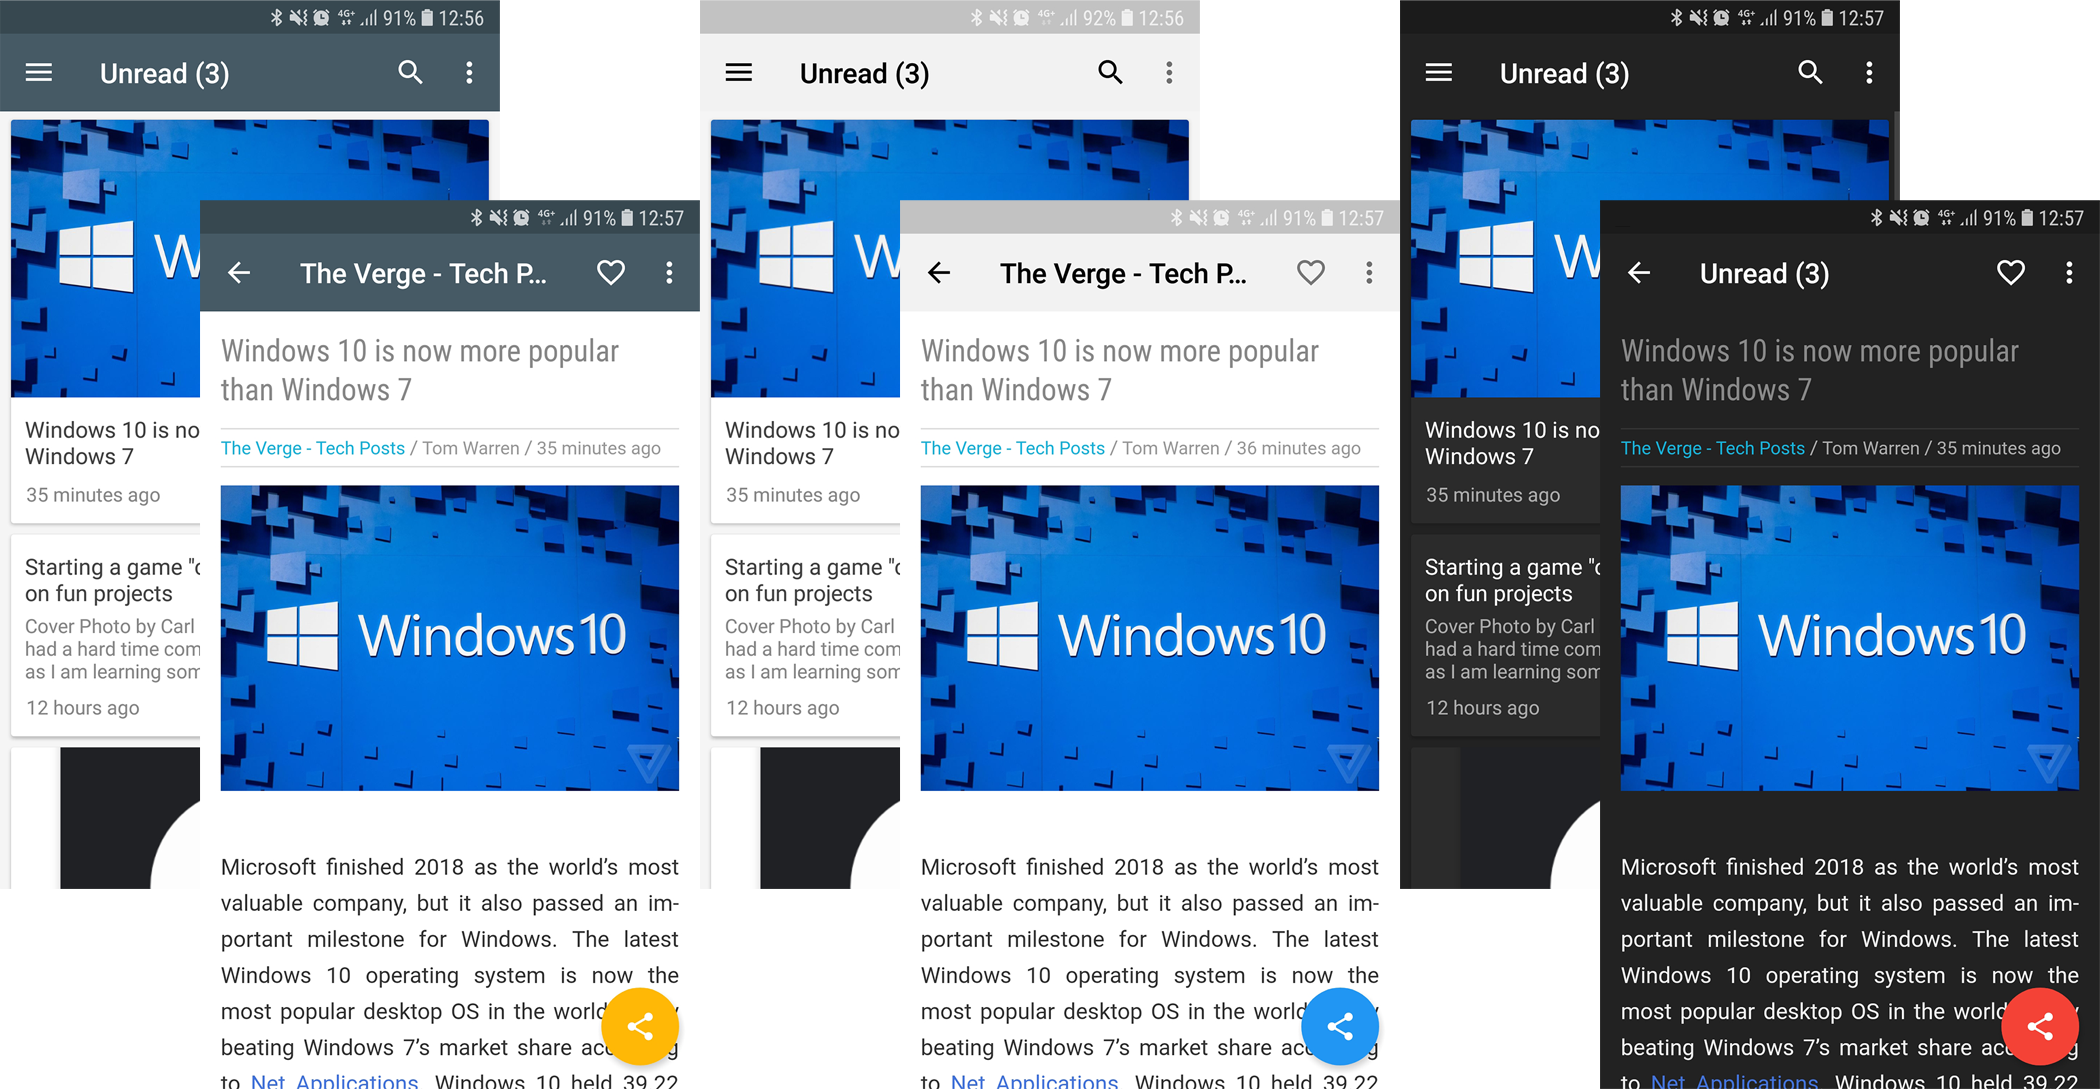 91% 12:56
Unread (3)
W
Windows 10 is no
Windows 7
35 minutes ago
Starting a game "
on fun projects
Cover Photo by Carl
had a hard time com
as I am learning som
12 hours ago
4G+ 91% 12:57
The Verge - Tech P...
Windows 10 is now more popular
than Windows 7
The Verge - Tech Posts / Tom Warren / 35 minutes ago
Windows 10
Microsoft finished 2018 as the world’s most
valuable company, but it also passed an im-
portant milestone for Windows. The latest
Windows 10 operating system is now the
most popular desktop OS in the world
beating Windows 7’s market share acc g
to Net Applications. Windows 10 held 39.22
4G+ 92% 12:56
Unread (3)
W
Windows 10 is no
Windows 7
35 minutes ago
Starting a game "
on fun projects
Cover Photo by Carl
had a hard time com
as I am learning som
12 hours ago
4G+ 91% 12:57
The Verge - Tech P...
Windows 10 is now more popular
than Windows 7
The Verge - Tech Posts / Tom Warren / 36 minutes ago
Windows 10
Microsoft finished 2018 as the world’s most
valuable company, but it also passed an im-
portant milestone for Windows. The latest
Windows 10 operating system is now the
most popular desktop OS in the world
beating Windows 7’s market share acc g
to Net Applications. Windows 10 held 39.22
4G+ 91% 12:57
Unread (3)
W
Windows 10 is no
Windows 7
35 minutes ago
Starting a game "
on fun projects
Cover Photo by Carl
had a hard time com
as I am learning som
12 hours ago
4G+ 91% 12:57
Unread (3)
Windows 10 is now more popular
than Windows 7
The Verge - Tech Posts / Tom Warren / 35 minutes ago
Windows 10
Microsoft finished 2018 as the world’s most
valuable company, but it also passed an im-
portant milestone for Windows. The latest
Windows 10 operating system is now the
most popular desktop OS in the world
beating Windows 7’s market share acc
to Net Applications. Windows 10 held 39.22